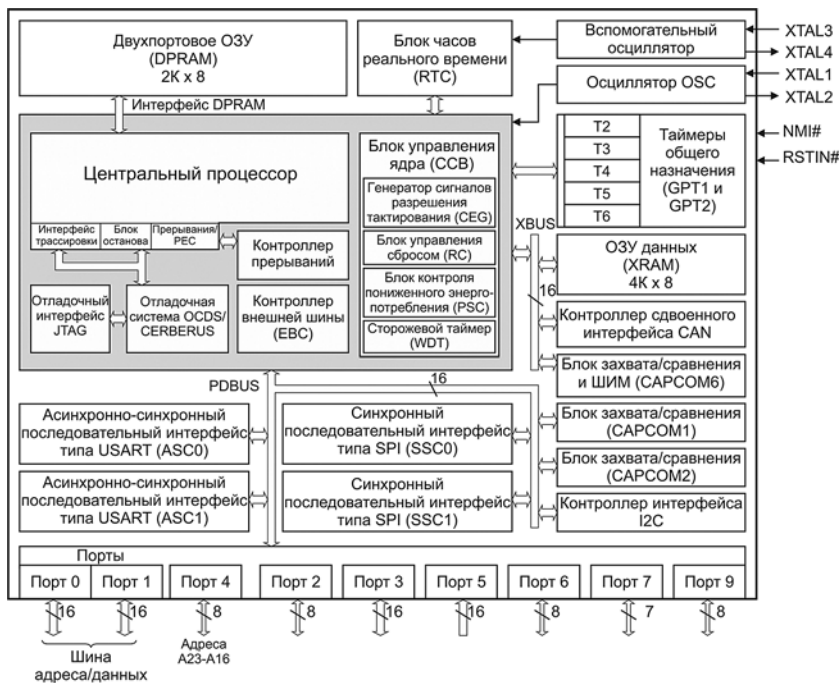 Двухпортовое ОЗУ
(DPRAM)
2К x 8
Блок часов
реального времени
(RTC)
Вспомогательный
осциллятор
XTAL3
XTAL4
Осциллятор OSC
XTAL1
XTAL2
Интерфейс DPRAM
NMI#
RSTIN#
Центральный процессор
Интерфейс
трассировки
Блок
останова
Прерывания/
PEC
Контроллер
прерываний
Отладочный
интерфейс
JTAG
Отладочная
система OCDS/
CERBERUS
Контроллер
внешней шины
(EBC)
Блок управления
ядра (CCB)
Генератор сигналов
разрешения
тактирования (CEG)
Блок управления
сбросом (RC)
Блок контроля
пониженного энерго-
потребления (PSC)
Сторожевой таймер
(WDT)
T2
T3
T4
T5
T6
Таймеры
общего
назначения
(GPT1 и
GPT2)
XBUS
16
ОЗУ данных
(XRAM)
4К x 8
Контроллер сдвоенного
интерфейса CAN
Блок захвата/сравнения
и ШИМ (CAPCOM6)
PDBUS
16
Асинхронно-синхронный
последовательный интерфейс
типа USART (ASC0)
Синхронный
последовательный интерфейс
типа SPI (SSC0)
Блок захвата/сравнения
(CAPCOM1)
Блок захвата/сравнения
(CAPCOM2)
Асинхронно-синхронный
последовательный интерфейс
типа USART (ASC1)
Синхронный
последовательный интерфейс
типа SPI (SSC1)
Контроллер интерфейса
I2C
Порты
Порт 0
Порт 1
Порт 4
Порт 2
Порт 3
Порт 5
Порт 6
Порт 7
Порт 9
16
16
8
8
16
16
8
7
8
Шина
адреса/данных
Адреса
A23-A16